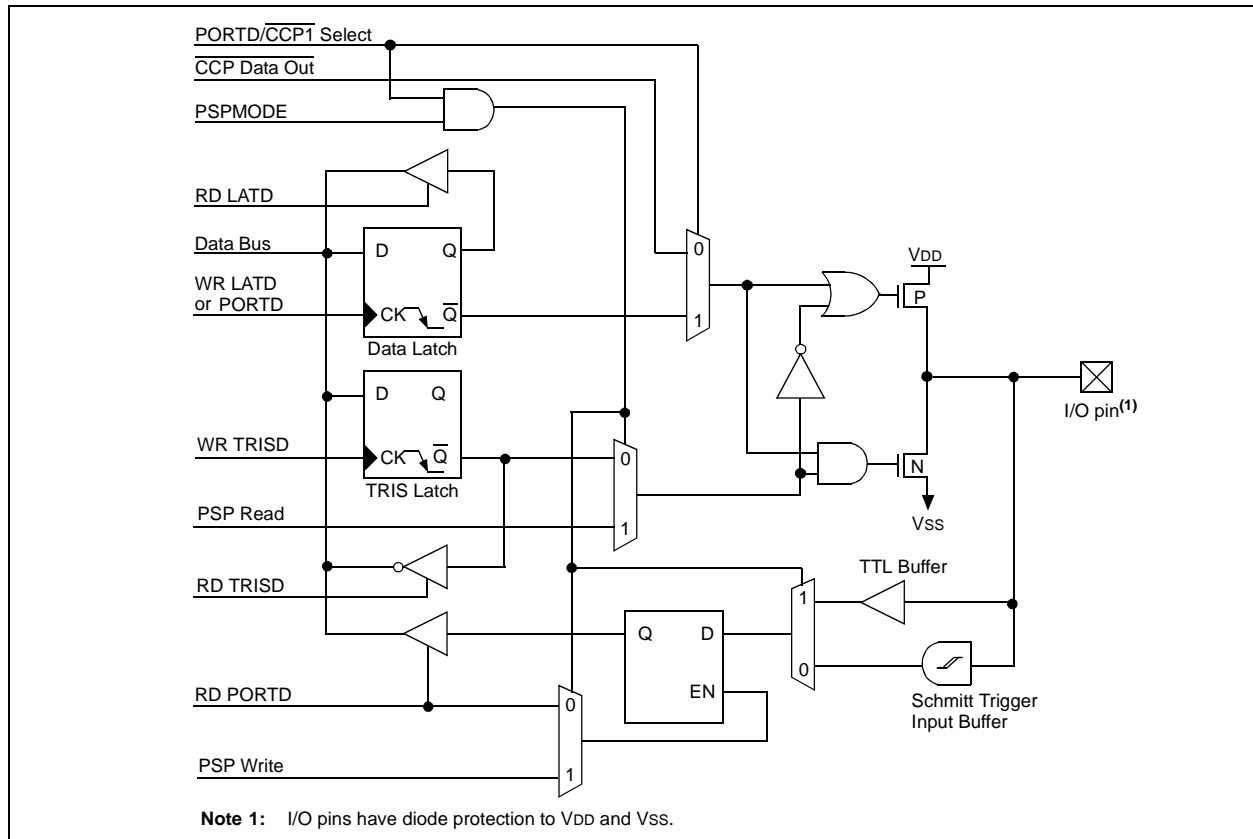 PORTD/CCP1 Select
CCP Data Out
PSPMODE
RD LATD
Data Bus
WR LATD
or PORTD
D Q
CK Q
Data Latch
0
1
VDD
P
I/O pin(1)
D Q
WR TRISD
CK Q
TRIS Latch
0
1
N
VSS
PSP Read
RD TRISD
TTL Buffer
1
0
Q D
EN
RD PORTD
0
Schmitt Trigger
Input Buffer
PSP Write
1
Note 1: I/O pins have diode protection to VDD and VSS.